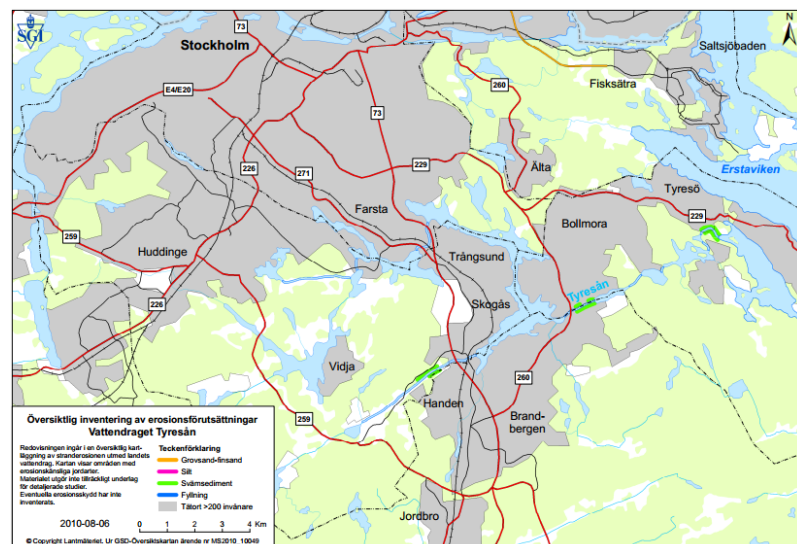 SGI
73
Stockholm
N
Saltsjöbaden
Fisksätra
E4/E20
260
73
226
271
229
Älta
Erstaviken
Tyresö
Farsta
229
Bollmora
259
Huddinge
Trångsund
Tyresån
Skogås
226
Vidja
260
Handen
259
Brand-
bergen
Jordbro
Översiktlig inventering av erosionsförutsättningar
Vattendraget Tyresån
Redovisningen ingår i en översiktlig kart-
läggning av stranderosionen utmed landets
vattendrag. Kartan visar områden med
erosionskänsliga jordarter.
Materialet utgör inte tillräckligt underlag
för detaljerade studier.
Eventuella erosionsskydd har inte
inventerats.
Teckenförklaring
Grovsand-finsand
Silt
Svämsediment
Fyllning
Tätort >200 invånare
2010-08-06
0 1 2 3 4 Km
© Copyright Lantmäteriet. Ur GSD-Översiktskartan ärende nr MS2010_10049